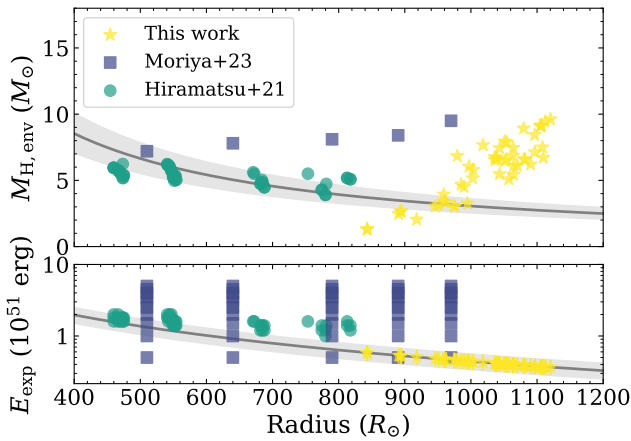 This work
Moriya+23
Hiramatsu+21
M_H, env (M_⊙)
15
10
5
0
E_exp (10^51 erg)
10
1
400 500 600 700 800 900 1000 1100 1200
Radius (R_⊙)